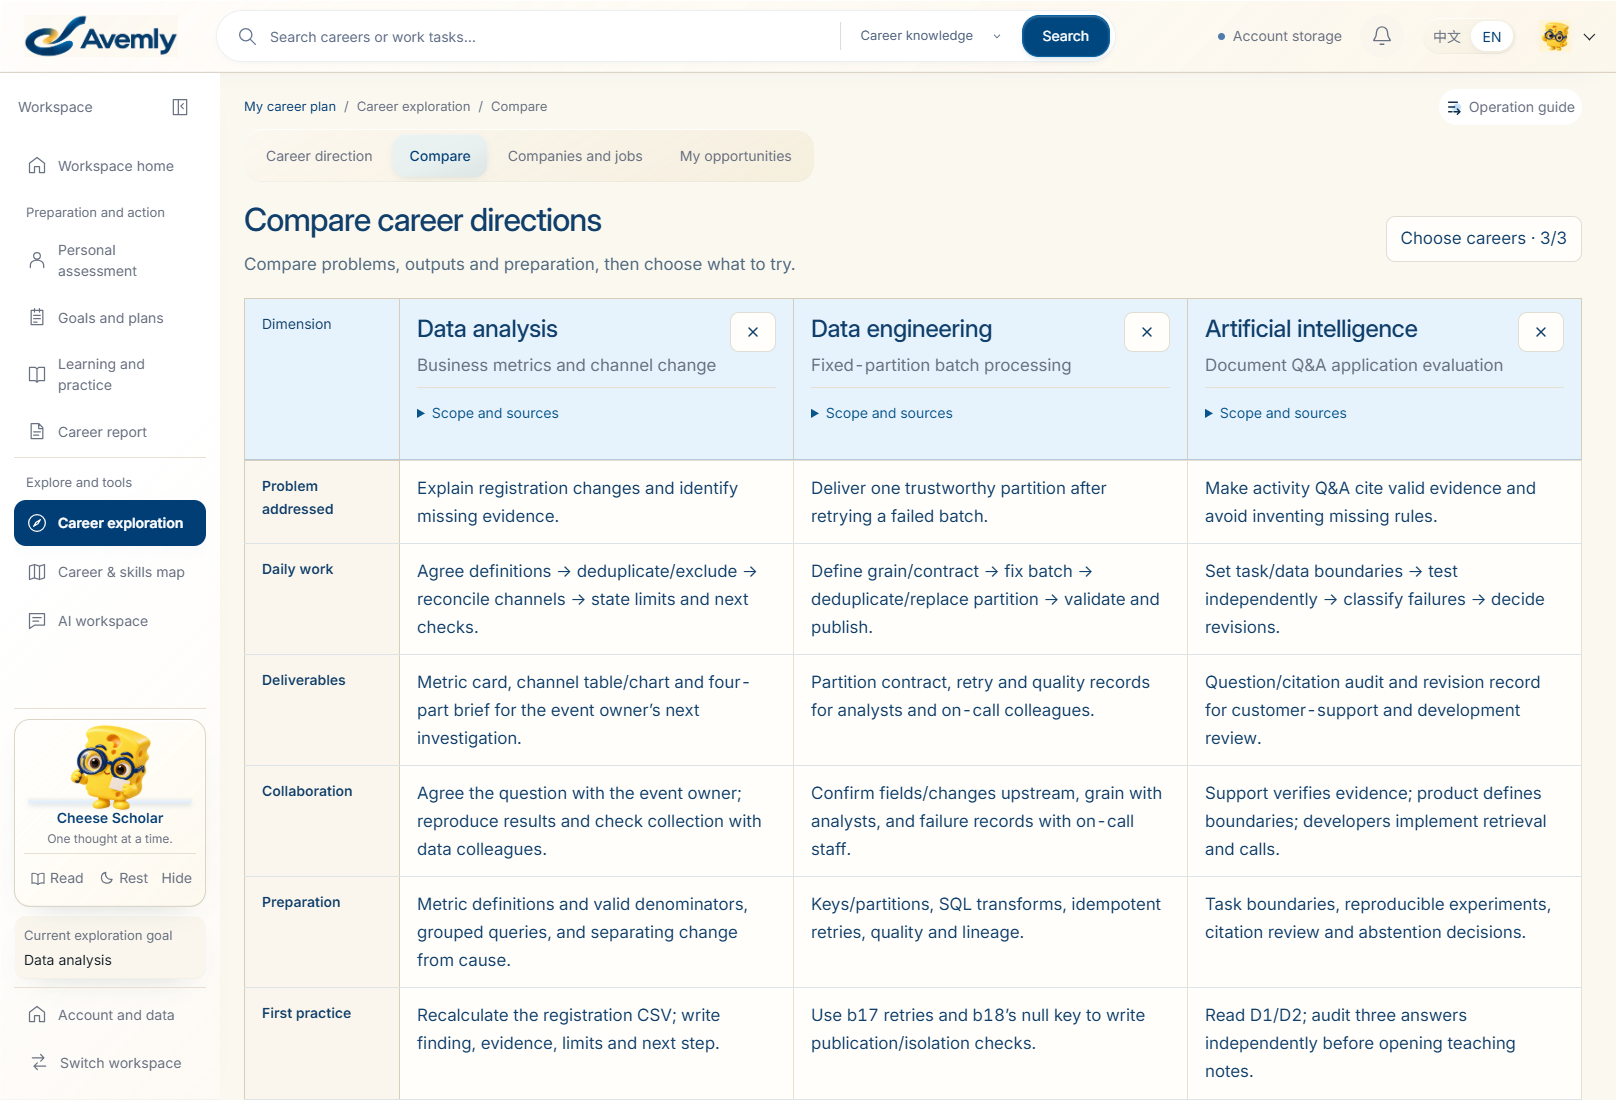 Avemly
Search careers or work tasks...
Career knowledge
Search
Account storage
中文
EN
Workspace
Workspace home
Preparation and action
Personal
assessment
Goals and plans
Learning and
practice
Career report
Explore and tools
Career exploration
Career & skills map
AI workspace
Cheese Scholar
One thought at a time.
Read
Rest
Hide
Current exploration goal
Data analysis
Account and data
Switch workspace
My career plan / Career exploration / Compare
Operation guide
Career direction
Compare
Companies and jobs
My opportunities
Compare career directions
Compare problems, outputs and preparation, then choose what to try.
Choose careers · 3/3
Dimension
Data analysis
×
Business metrics and channel change
▶ Scope and sources
Data engineering
×
Fixed-partition batch processing
▶ Scope and sources
Artificial intelligence
×
Document Q&A application evaluation
▶ Scope and sources
Problem
addressed
Explain registration changes and identify
missing evidence.
Deliver one trustworthy partition after
retrying a failed batch.
Make activity Q&A cite valid evidence and
avoid inventing missing rules.
Daily work
Agree definitions → deduplicate/exclude →
reconcile channels → state limits and next
checks.
Define grain/contract → fix batch →
deduplicate/replace partition → validate and
publish.
Set task/data boundaries → test
independently → classify failures → decide
revisions.
Deliverables
Metric card, channel table/chart and four-
part brief for the event owner's next
investigation.
Partition contract, retry and quality records
for analysts and on-call colleagues.
Question/citation audit and revision record
for customer-support and development
review.
Collaboration
Agree the question with the event owner;
reproduce results and check collection with
data colleagues.
Confirm fields/changes upstream, grain with
analysts, and failure records with on-call
staff.
Support verifies evidence; product defines
boundaries; developers implement retrieval
and calls.
Preparation
Metric definitions and valid denominators,
grouped queries, and separating change
from cause.
Keys/partitions, SQL transforms, idempotent
retries, quality and lineage.
Task boundaries, reproducible experiments,
citation review and abstention decisions.
First practice
Recalculate the registration CSV; write
finding, evidence, limits and next step.
Use b17 retries and b18's null key to write
publication/isolation checks.
Read D1/D2; audit three answers
independently before opening teaching
notes.